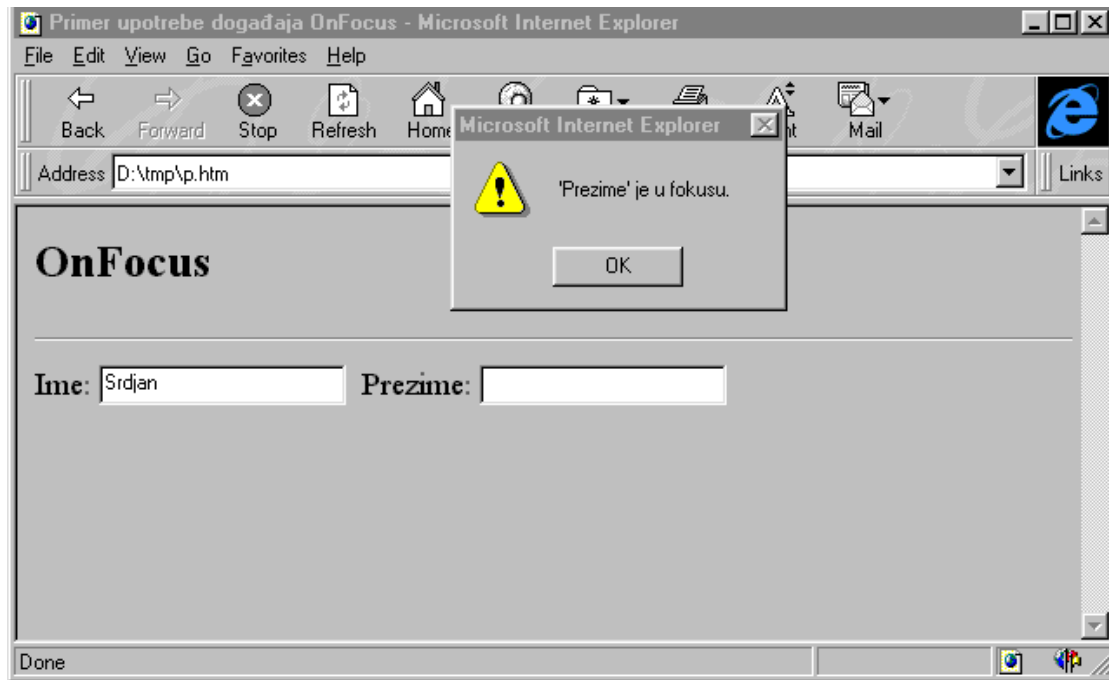 Primer upotrebe događaja OnFocus - Microsoft Internet Explorer
File Edit View Go Favorites Help
Back Forward Stop Refresh Home Mail
Microsoft Internet Explorer
Address D:\tmp\p.htm Links
'Prezime' je u fokusu.
OK
OnFocus
Ime: Srdjan Prezime:
Done